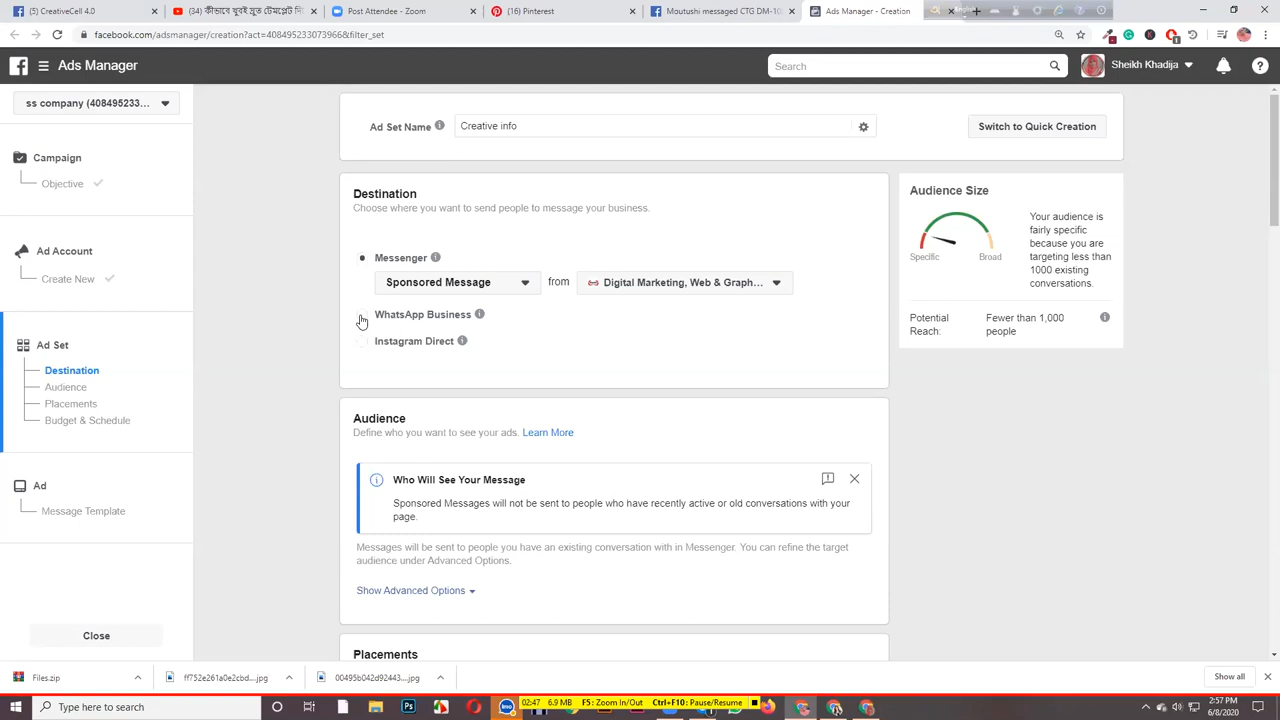 (5) CreativeCell 4.0
(16) Pinterest
Post Attendee - Zoom
Moutushi messaged CTG DM-10
Ads Manager - Creation
facebook.com/adsmanager/creation?act=408495233073966&filter_set
Ads Manager
Search
Sheikh Khadija
ss company (408495233...
Ad Set Name
Creative info
Switch to Quick Creation
Campaign
Objective
Ad Account
Create New
Ad Set
Destination
Audience
Placements
Budget & Schedule
Ad
Message Template
Close
Destination
Choose where you want to send people to message your business.
Messenger
Sponsored Message
from
Digital Marketing, Web & Graph...
WhatsApp Business
Instagram Direct
Audience Size
Your audience is
fairly specific
because you are
targeting less than
1000 existing
conversations.
Specific
Broad
Potential
Reach:
Fewer than 1,000
people
Audience
Define who you want to see your ads. Learn More
Who Will See Your Message
Sponsored Messages will not be sent to people who have recently active or old conversations with your
page.
Messages will be sent to people you have an existing conversation with in Messenger. You can refine the target
audience under Advanced Options.
Show Advanced Options
Placements
Files.zip
ff752e261a0e2cbd....jpg
00495b042d92443...jpg
Show all
Type here to search
02:47
6.9 MB
F5: Zoom In/Out
Ctrl+F10: Pause/Resume
2:57 PM
6/8/2020